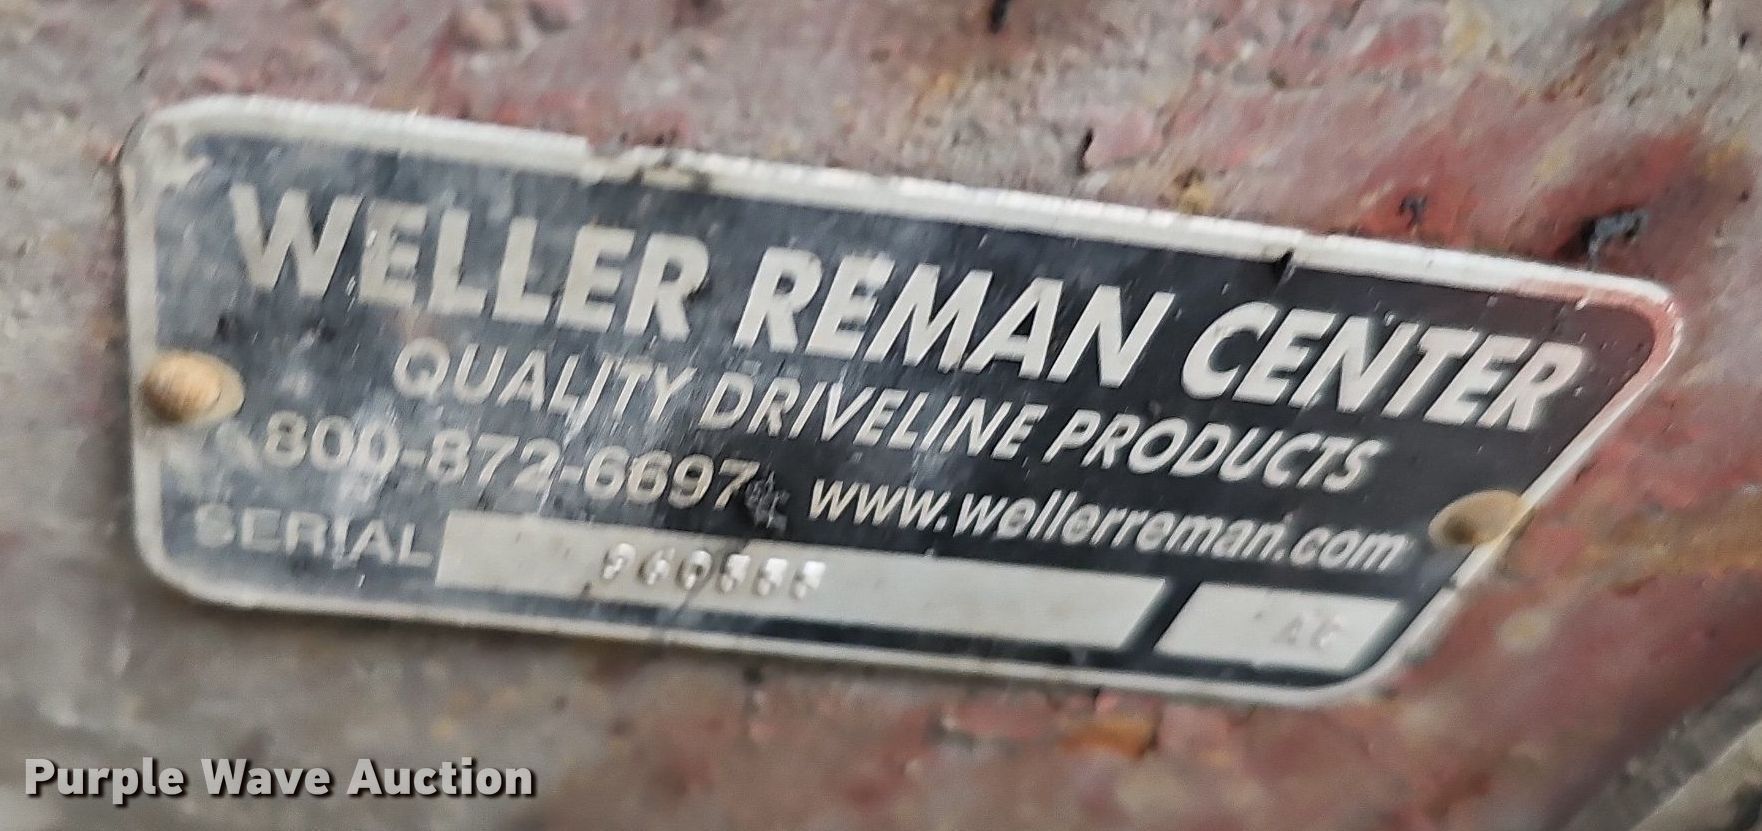 WELLER REMAN CENTER
QUALITY DRIVELINE PRODUCTS
800-872-6697 www.wellerreman.com
SERIAL
Purple Wave Auction